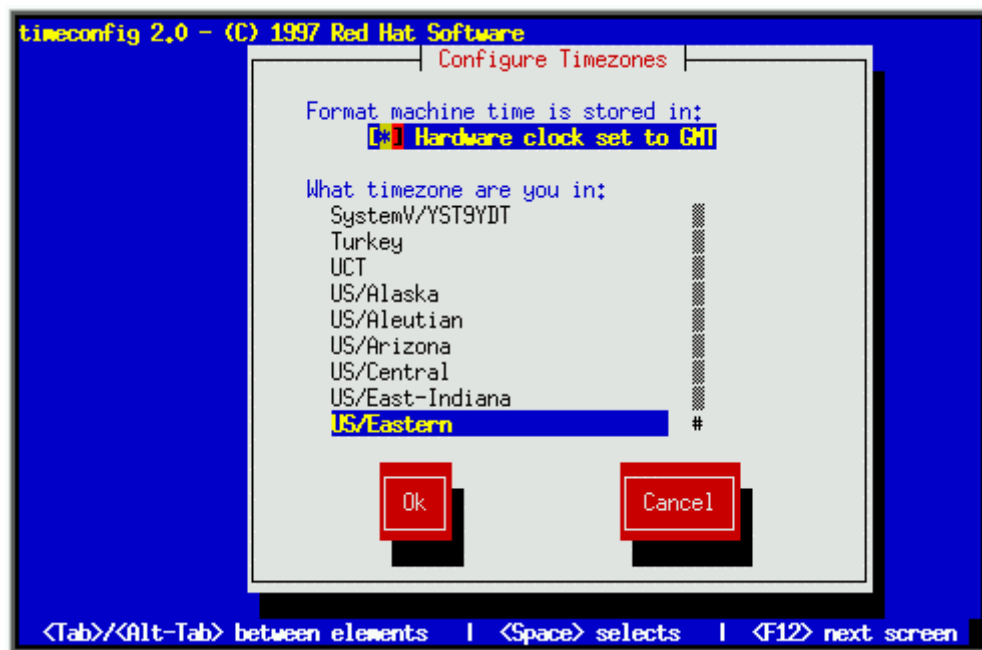 timeconfig 2.0 - (C) 1997 Red Hat Software
Configure Timezones
Format machine time is stored in:
[*] Hardware clock set to GMT
What timezone are you in:
SystemV/YST9YDT
Turkey
UCT
US/Alaska
US/Aleutian
US/Arizona
US/Central
US/East-Indiana
US/Eastern #
Ok Cancel
<Tab>/<Alt-Tab> between elements | <Space> selects | <F12> next screen